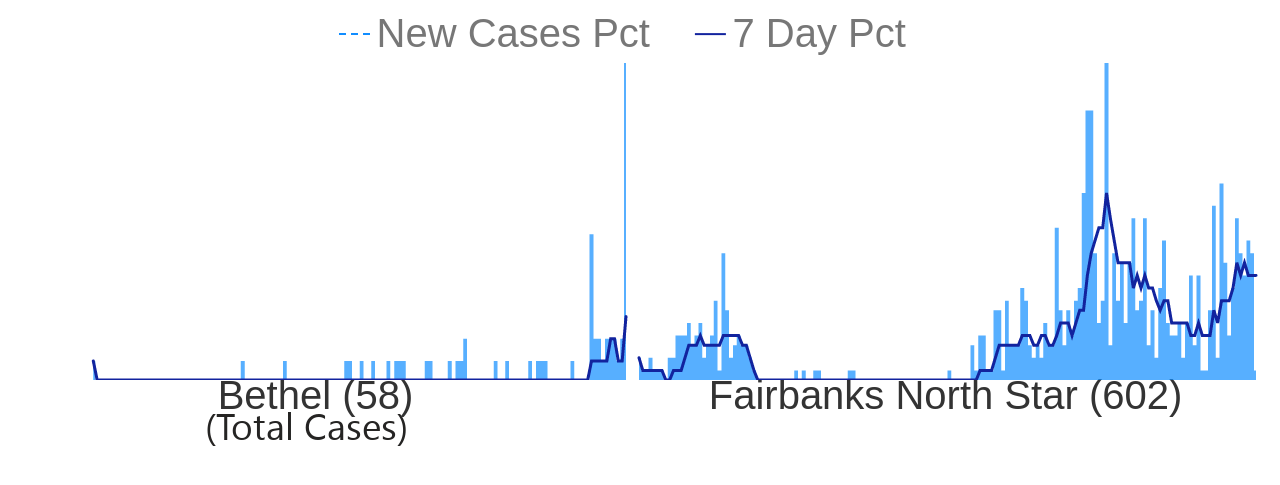 New Cases Pct 7 Day Pct
Bethel (58) Fairbanks North Star (602)
(Total Cases)